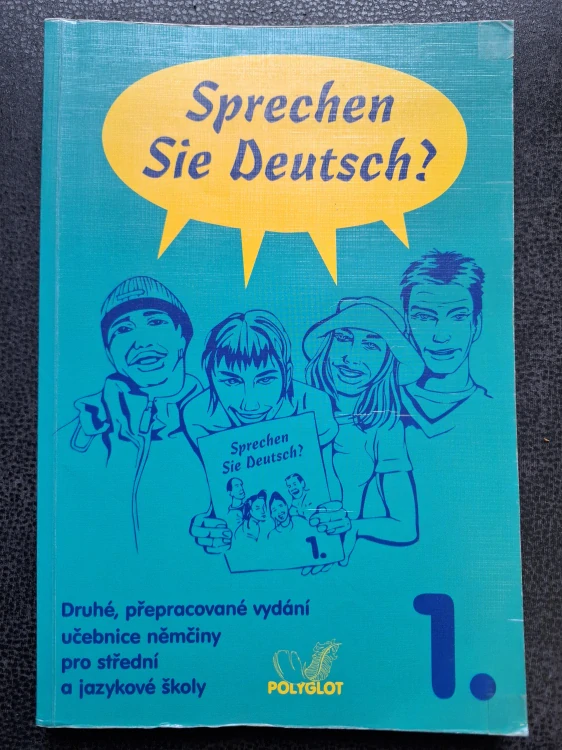 Sprechen
Sie Deutsch?
Sprechen
Sie Deutsch?
1.
Druhé, přepracované vydání
učebnice němčiny
pro střední
a jazykové školy
POLYGLOT
1.